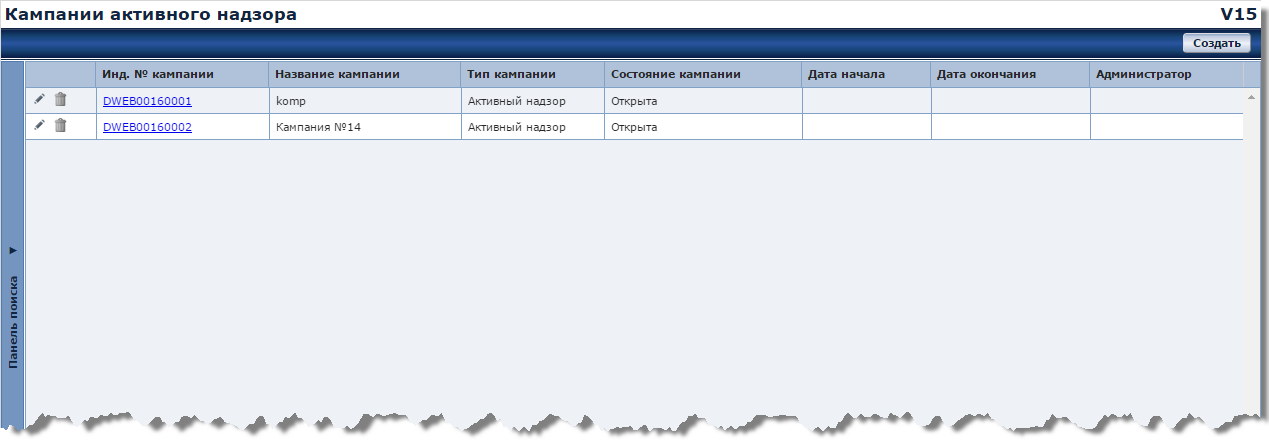 Кампании активного надзора V15
Создать
Инд. № кампании Название кампании Тип кампании Состояние кампании Дата начала Дата окончания Администратор
DWEB00160001 komp Активный надзор Открыта
DWEB00160002 Кампания №14 Активный надзор Открыта
Панель поиска